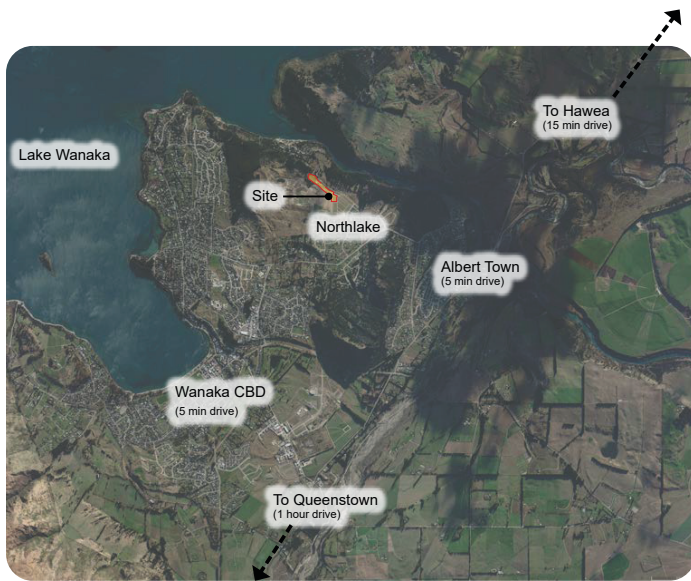 To Hawea
(15 min drive)
Lake Wanaka
Site
Northlake
Albert Town
(5 min drive)
Wanaka CBD
(5 min drive)
To Queenstown
(1 hour drive)